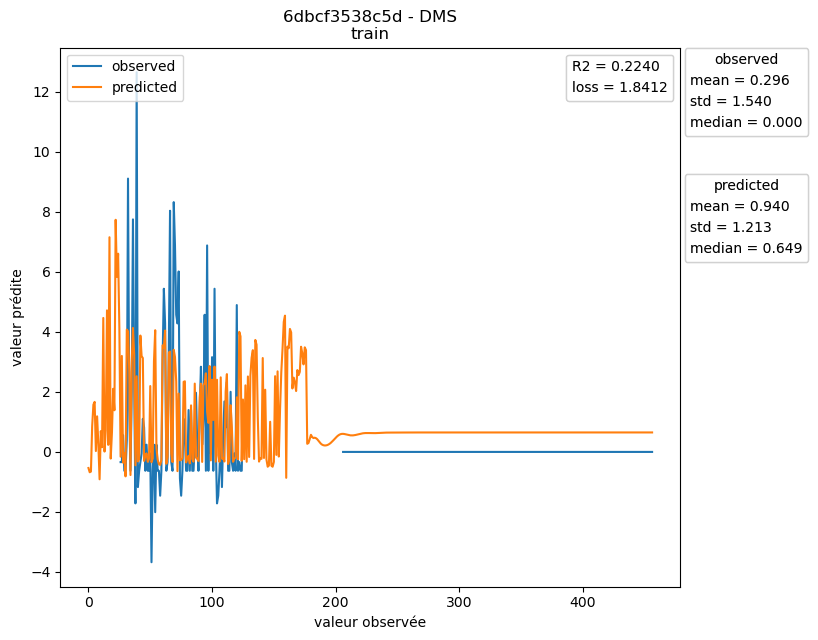 6dbcf3538c5d - DMS
train
observed
predicted
R2 = 0.2240
loss = 1.8412
observed
mean = 0.296
std = 1.540
median = 0.000
predicted
mean = 0.940
std = 1.213
median = 0.649
valeur prédite
12
10
8
6
4
2
0
−2
−4
0
100
200
300
400
valeur observée